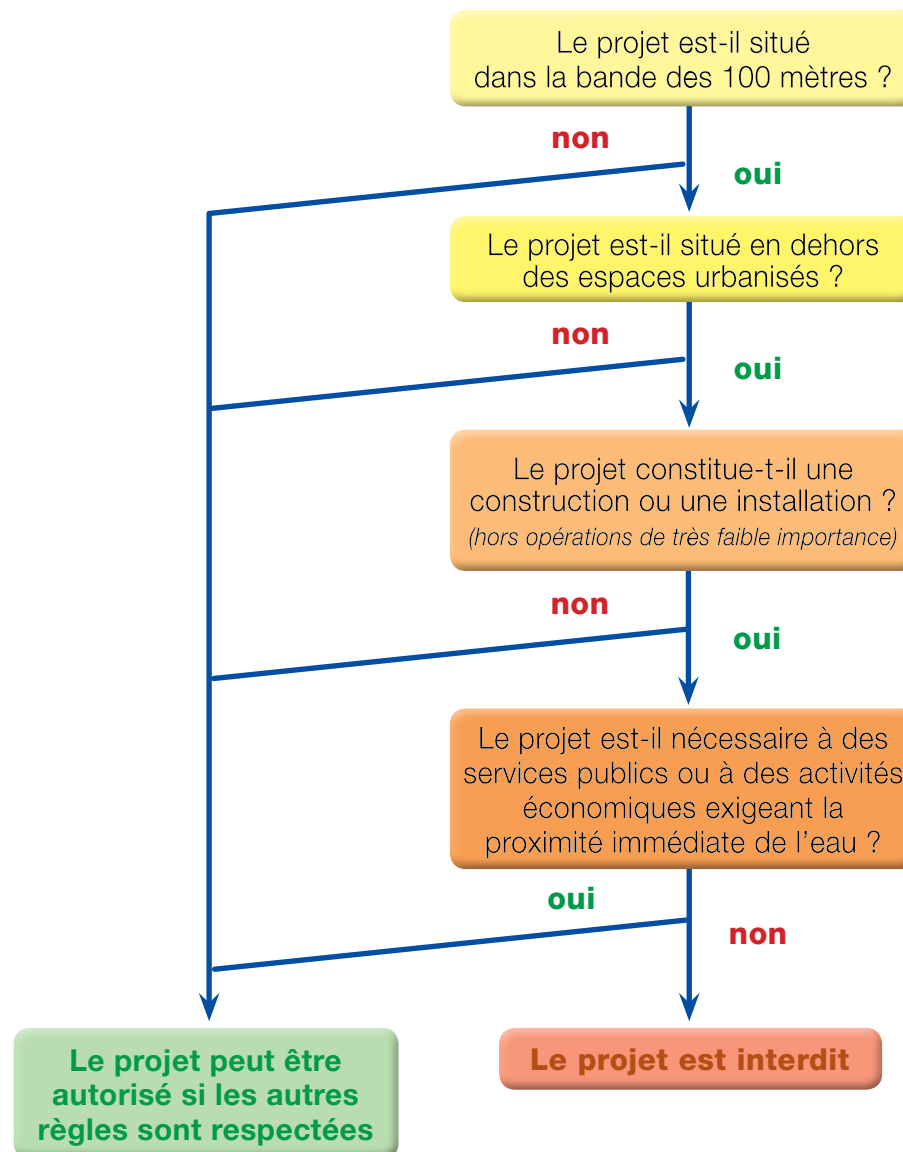 Le projet est-il situé
dans la bande des 100 mètres ?
non
oui
Le projet est-il situé en dehors
des espaces urbanisés ?
non
oui
Le projet constitue-t-il une
construction ou une installation ?
(hors opérations de très faible importance)
non
oui
Le projet est-il nécessaire à des
services publics ou à des activités
économiques exigeant la
proximité immédiate de l'eau ?
oui
non
Le projet peut être
autorisé si les autres
règles sont respectées
Le projet est interdit